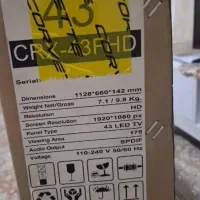 43
CRX-43FHD
Serial:
Dimensions 1128*660*142 mm
Weight Net/Gross 7.1 / 9.8 Kg.
Resolution HD
Screen Resolution 1920*1080 px
Panel Type 43 LED TV
Viewing Area 178
Audio Output SPDIF
Voltage 110-240 V 50/60 Hz